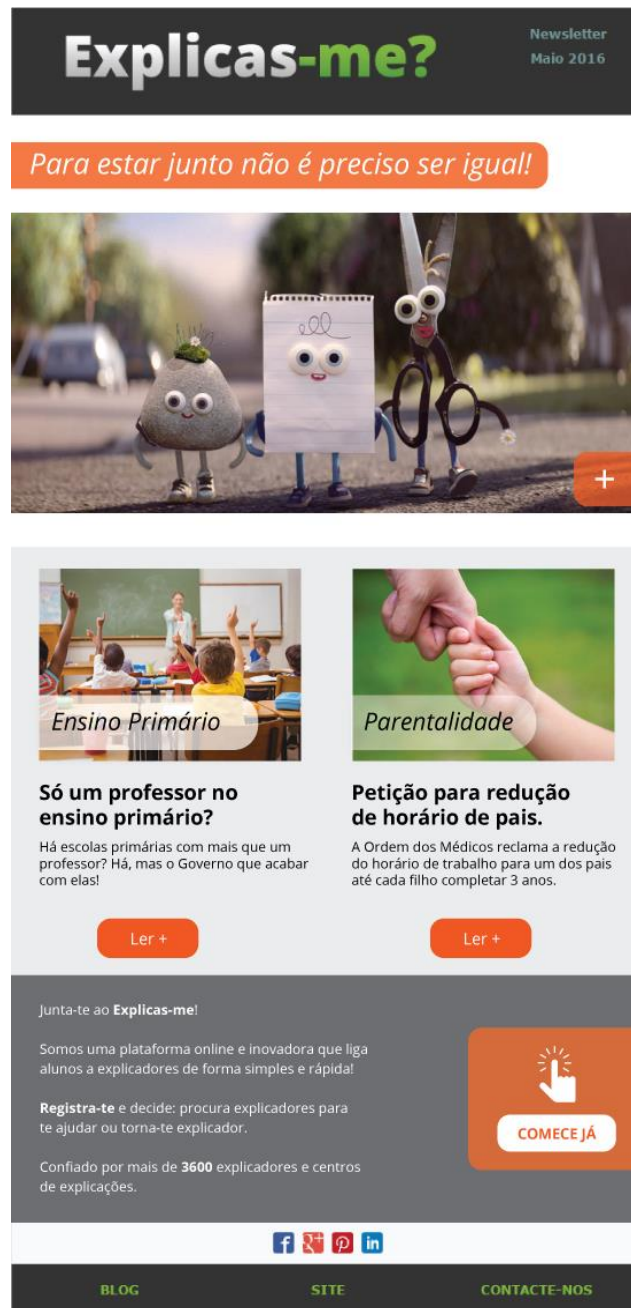 Explicas-me?
Newsletter
Maio 2016
Para estar junto não é preciso ser igual!
+
Ensino Primário
Só um professor no
ensino primário?
Há escolas primárias com mais que um
professor? Há, mas o Governo que acabar
com elas!
Ler +
Parentalidade
Petição para redução
de horário de pais.
A Ordem dos Médicos reclama a redução
do horário de trabalho para um dos pais
até cada filho completar 3 anos.
Ler +
Junta-te ao Explicas-me!
Somos uma plataforma online e inovadora que liga
alunos a explicadores de forma simples e rápida!
Registra-te e decide: procura explicadores para
te ajudar ou torna-te explicador.
Confiado por mais de 3600 explicadores e centros
de explicações.
COMECE JÁ
BLOG
SITE
CONTACTE-NOS